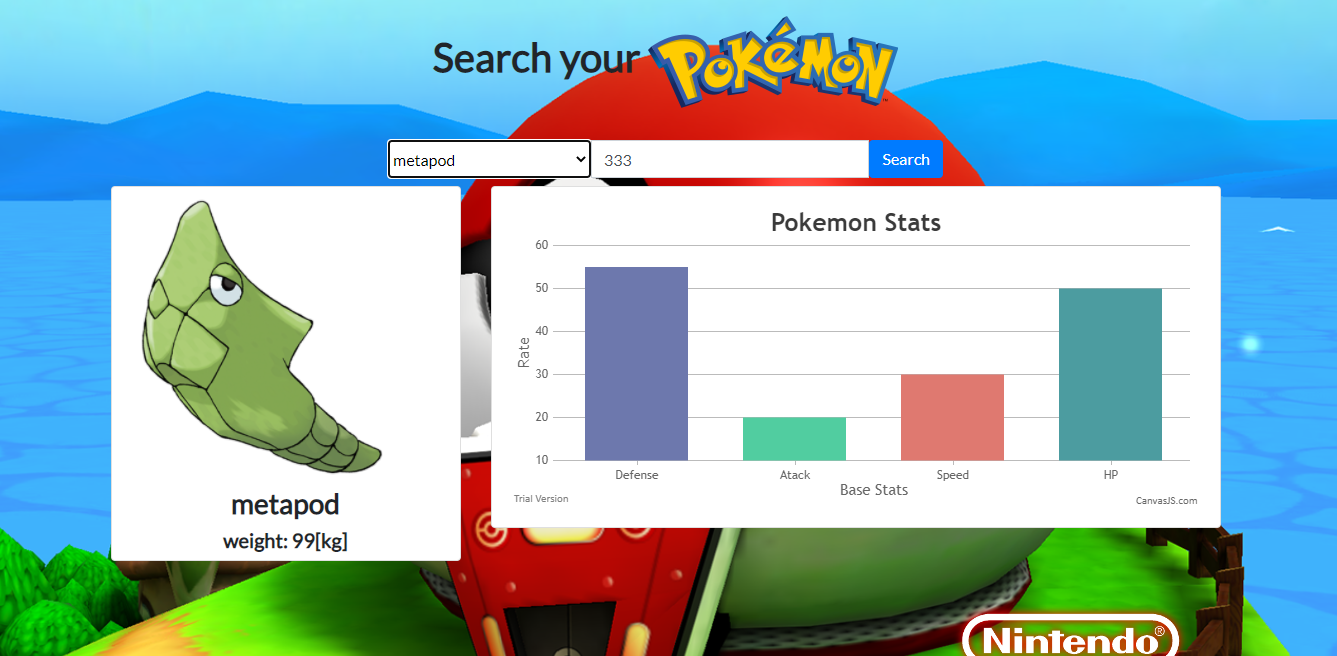 Search your POKéMON™
metapod 333 Search
Pokemon Stats
60
50
40
30
20
10
Rate
Defense Atack Speed HP
Base Stats
Trial Version
CanvasJS.com
metapod
weight: 99[kg]
Nintendo®